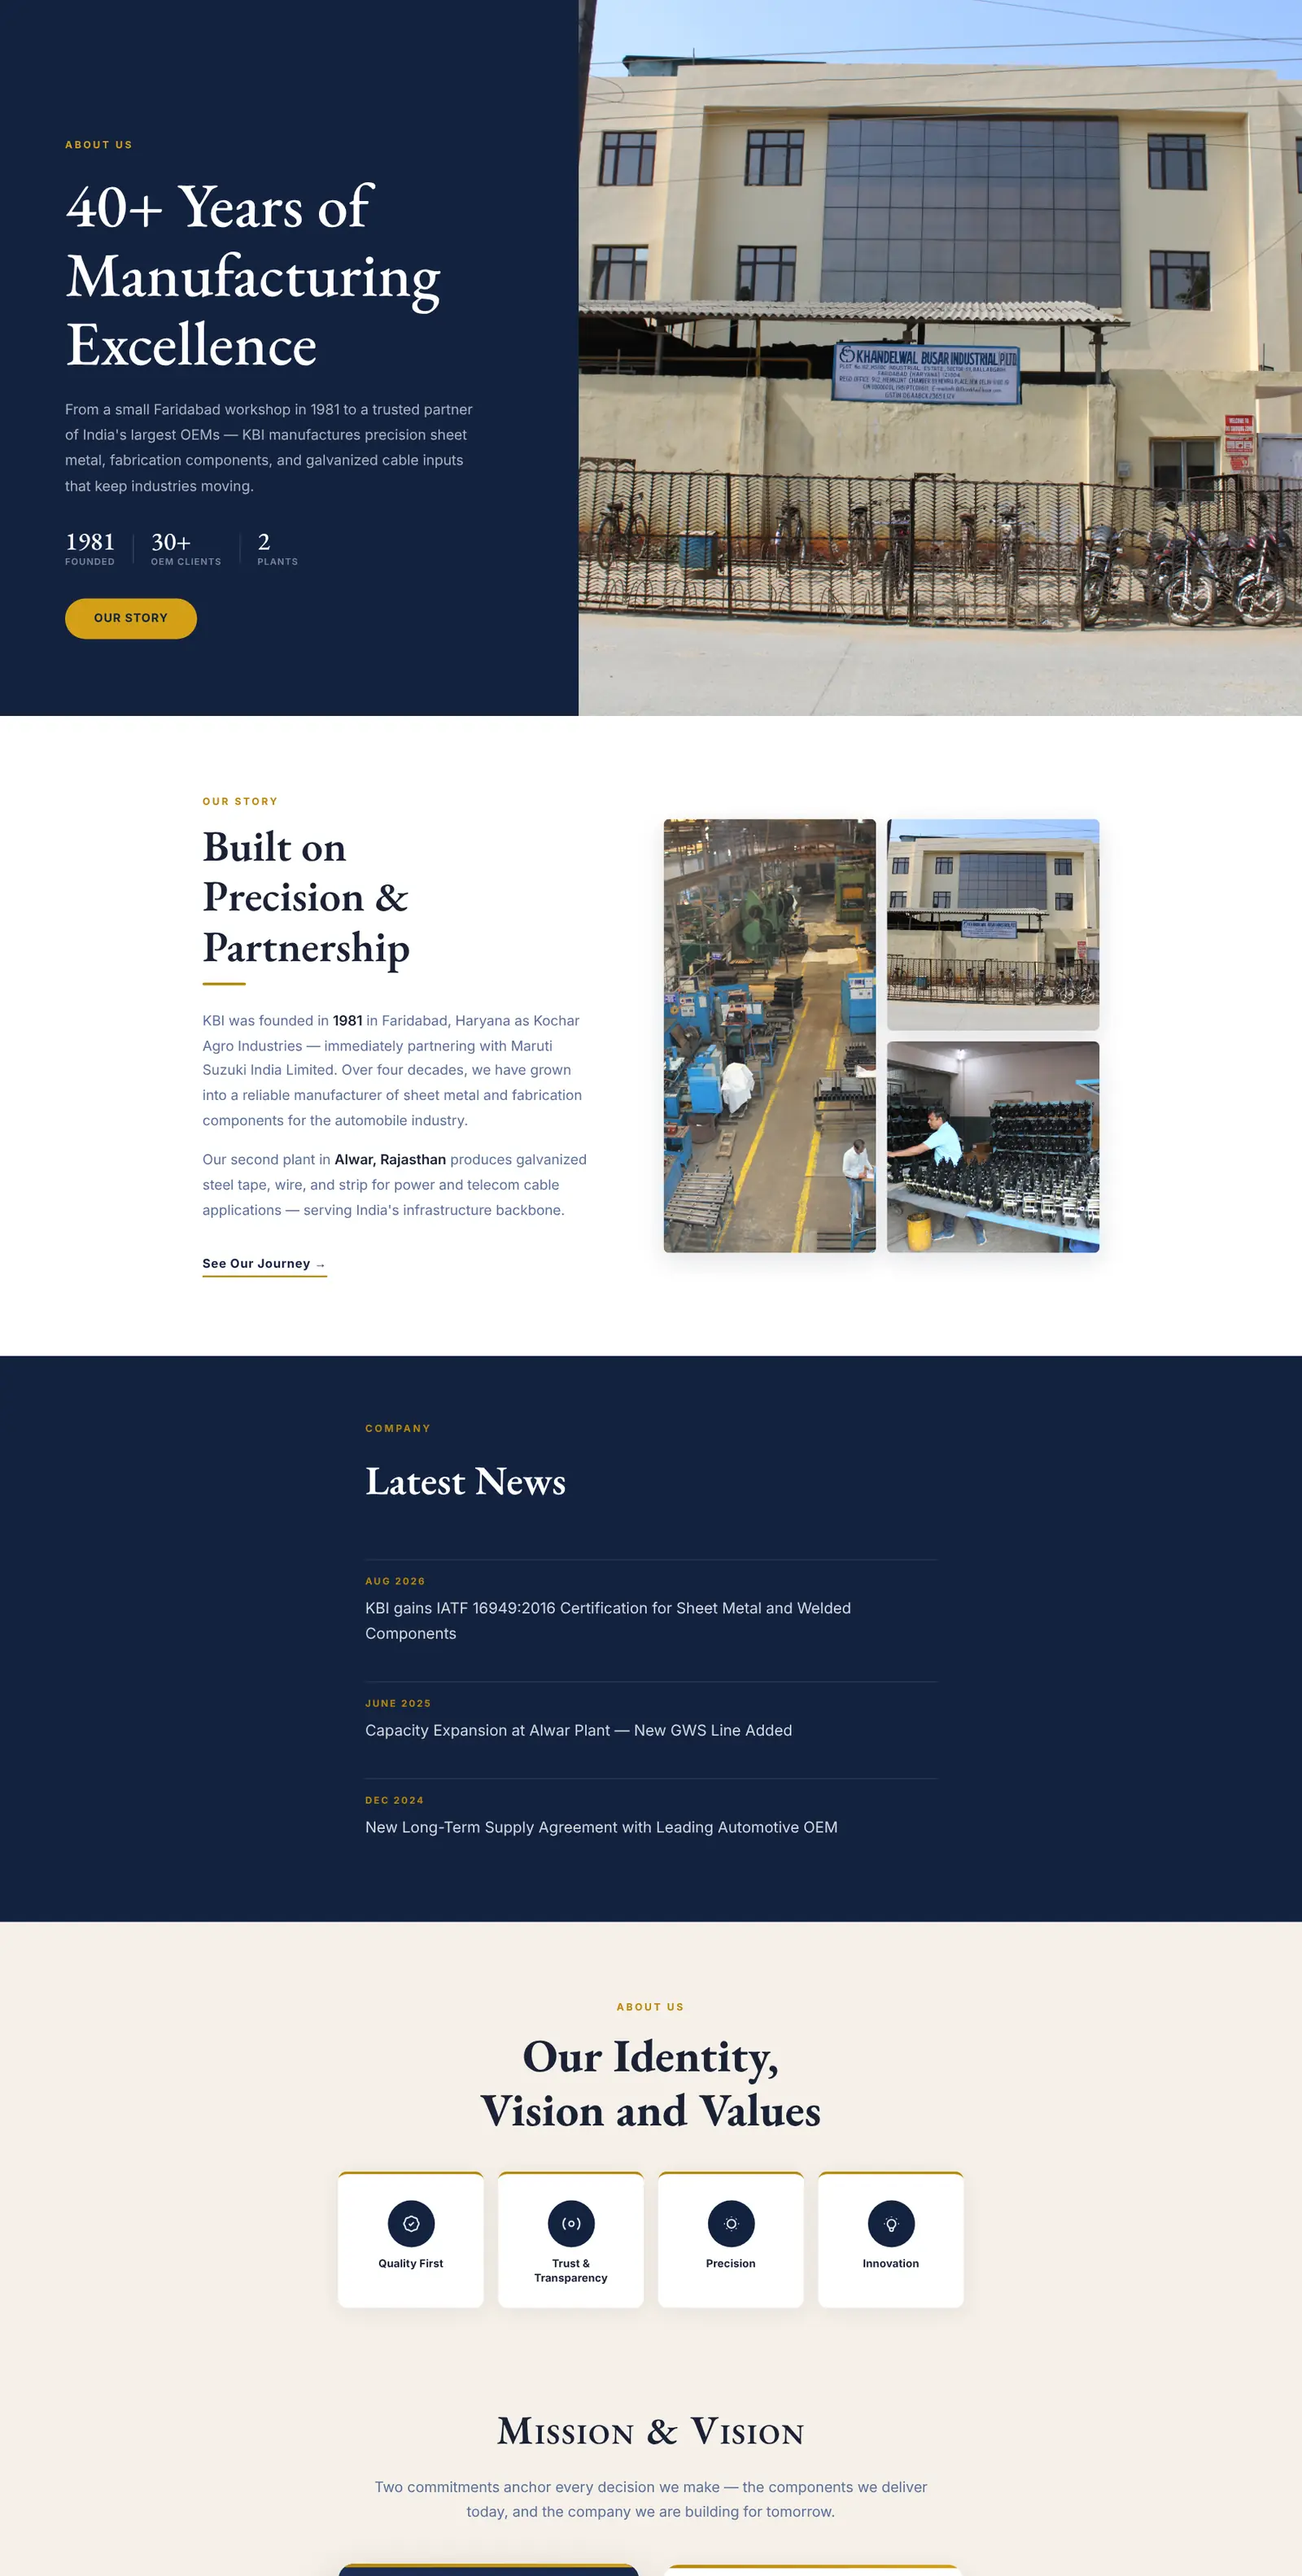 ABOUT US
40+ Years of
Manufacturing
Excellence
From a small Faridabad workshop in 1981 to a trusted partner
of India's largest OEMs — KBI manufactures precision sheet
metal, fabrication components, and galvanized cable inputs
that keep industries moving.
1981
FOUNDED
30+
OEM CLIENTS
2
PLANTS
OUR STORY
KHANDELWAL BUSAR INDUSTRIAL
OUR STORY
Built on
Precision &
Partnership
KBI was founded in 1981 in Faridabad, Haryana as Kochar
Agro Industries — immediately partnering with Maruti
Suzuki India Limited. Over four decades, we have grown
into a reliable manufacturer of sheet metal and fabrication
components for the automobile industry.
Our second plant in Alwar, Rajasthan produces galvanized
steel tape, wire, and strip for power and telecom cable
applications — serving India's infrastructure backbone.
See Our Journey →
COMPANY
Latest News
AUG 2026
KBI gains IATF 16949:2016 Certification for Sheet Metal and Welded
Components
JUNE 2025
Capacity Expansion at Alwar Plant — New GWS Line Added
DEC 2024
New Long-Term Supply Agreement with Leading Automotive OEM
ABOUT US
Our Identity,
Vision and Values
Quality First
Trust &
Transparency
Precision
Innovation
Mission & Vision
Two commitments anchor every decision we make — the components we deliver
today, and the company we are building for tomorrow.